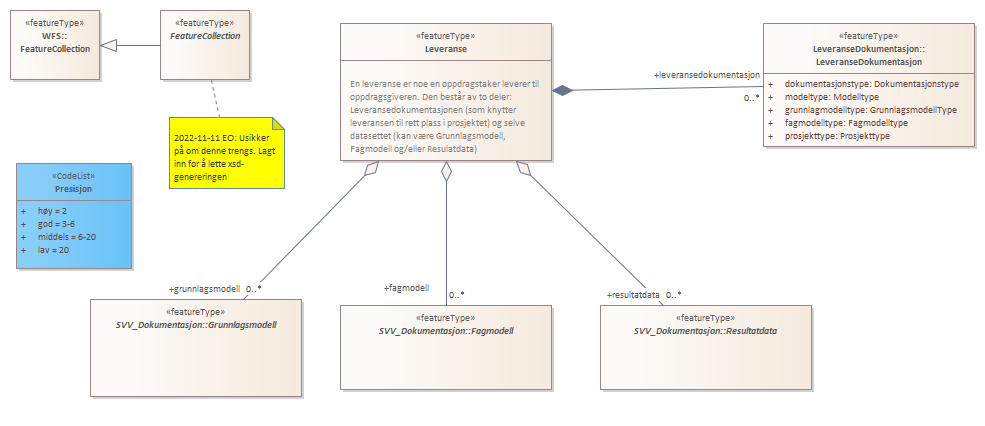 «featureType»
WFS::
FeatureCollection
«featureType»
FeatureCollection
2022-11-11 EO: Usikker
på om denne trengs. Lagt
inn for å lette xsd-
genereringen
«CodeList»
Presisjon
+ høy = 2
+ god = 3-6
+ middels = 6-20
+ lav = 20
«featureType»
Leveranse
En leveranse er noe en oppdragstaker leverer til
oppdragsgiveren. Den består av to deler:
Leveransedokumentasjonen (som knytter
leveransen til rett plass i prosjektet) og selve
datasettet (kan være Grunnlagsmodell,
Fagmodell og/eller Resulatdata)
+leveransedokumentasjon
0..*
«featureType»
LeveranseDokumentasjon::
LeveranseDokumentasjon
+ dokumentasjonstype: Dokumentasjonstype
+ modeltype: Modelltype
+ grunnlagmodelltype: GrunnlagsmodellType
+ fagmodelltype: Fagmodelltype
+ prosjekttype: Prosjekttype
+grunnlagsmodell 0..*
+fagmodell
0..*
+resultatdata 0..*
«featureType»
SVV_Dokumentasjon::Grunnlagsmodell
«featureType»
SVV_Dokumentasjon::Fagmodell
«featureType»
SVV_Dokumentasjon::Resultatdata